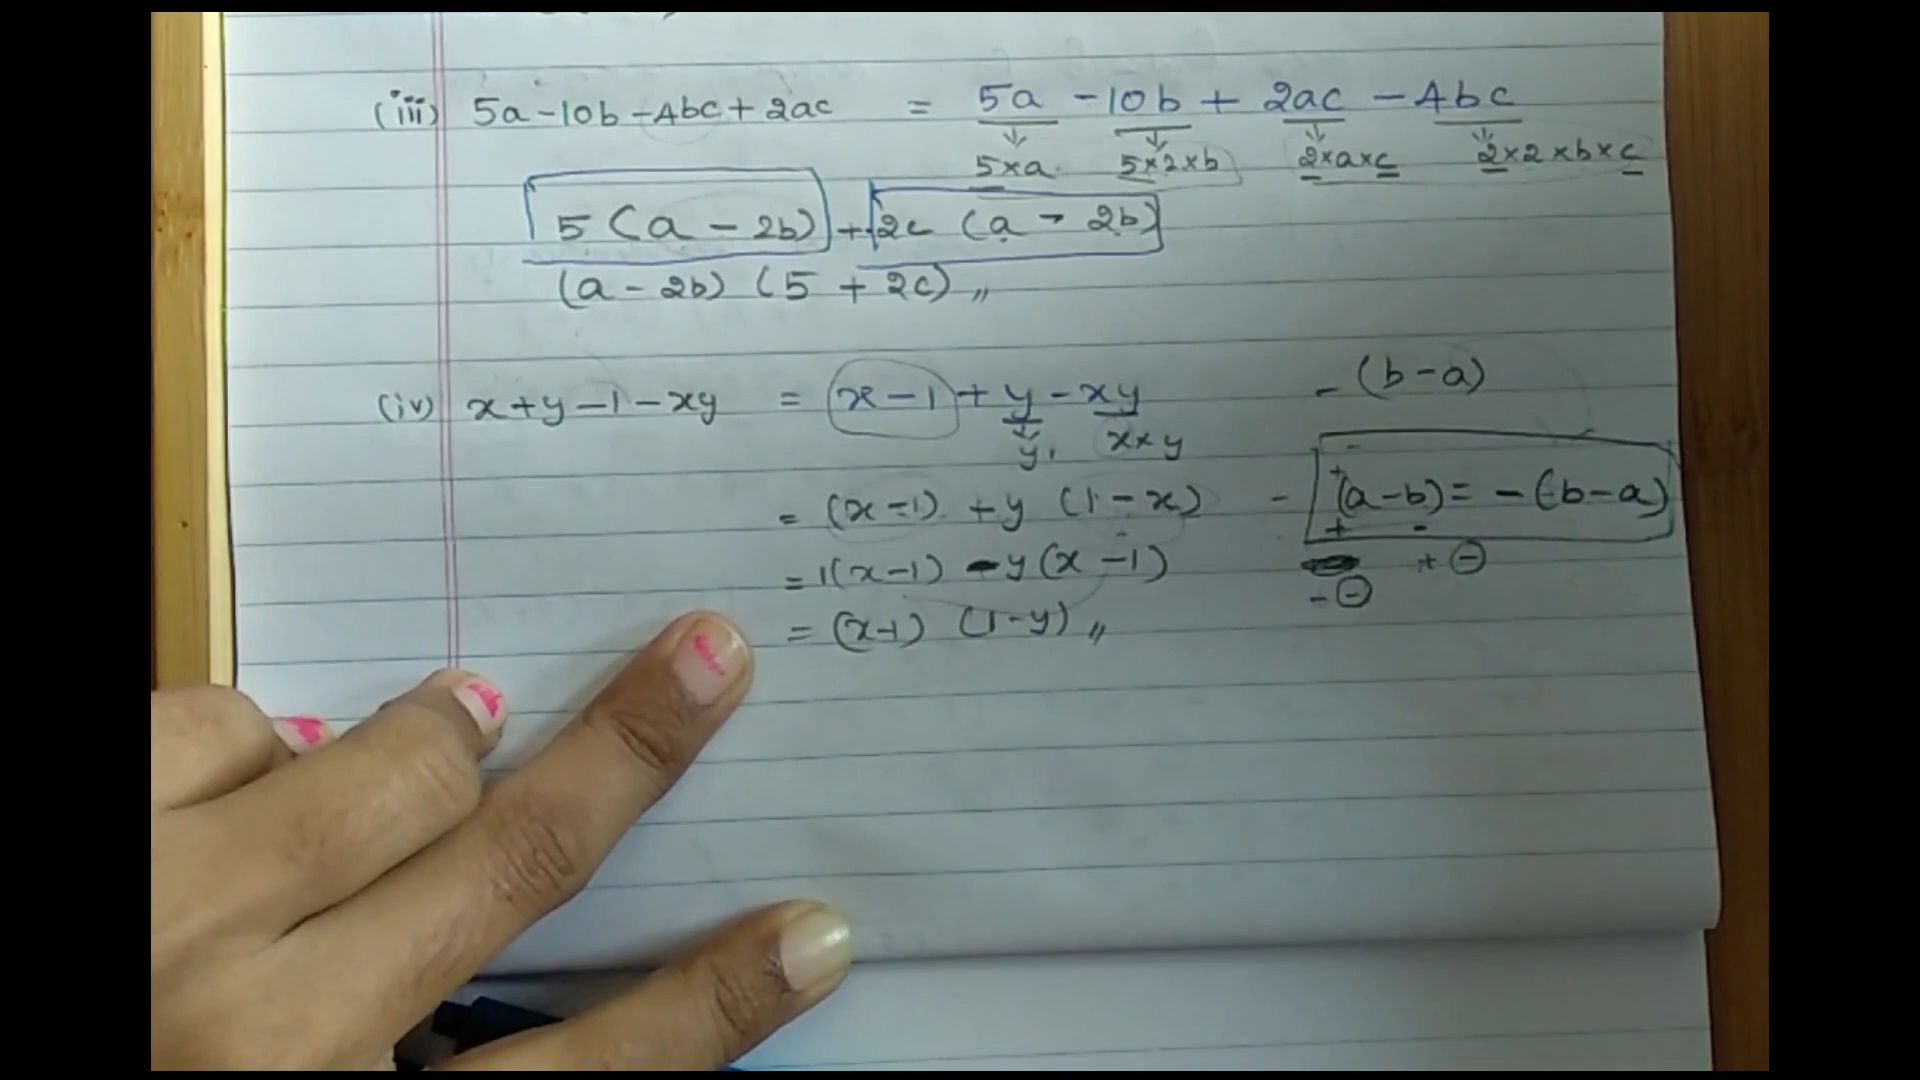 (iii) 5a - 10b - 4bc + 2ac = 5a - 10b + 2ac - 4bc
5×a 5×2×b 2×a×c 2×2×b×c
5 (a - 2b) + 2c (a - 2b)
(a - 2b) (5 + 2c) ,,
(iv) x + y - 1 - xy = x - 1 + y - xy - (b - a)
y, x×y
= (x - 1) + y (1 - x) - (a - b) = - (b - a)
= 1(x - 1) - y (x - 1) + ⊖
- ⊖
= (x - 1) (1 - y) ,,